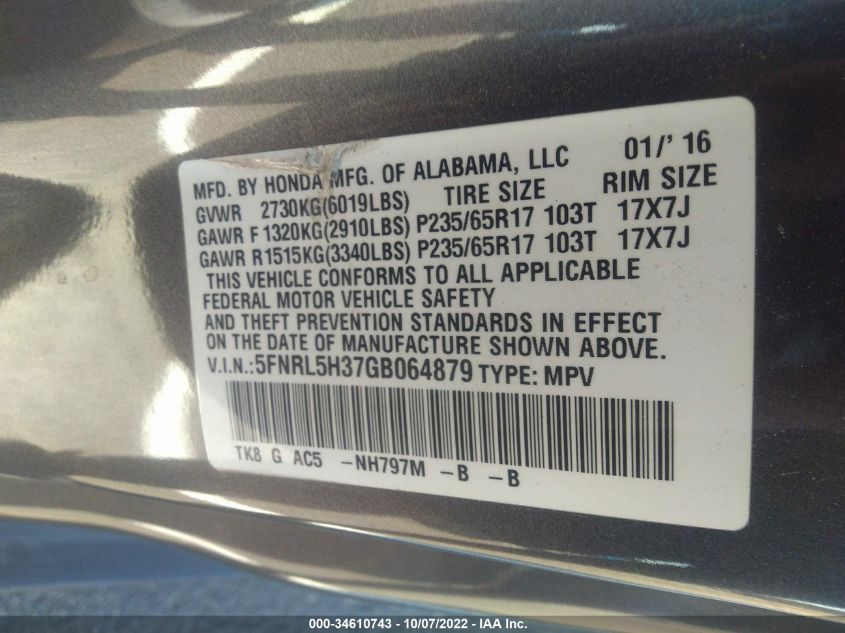 MFD. BY HONDA MFG. OF ALABAMA, LLC 01/' 16
GVWR 2730KG(6019LBS) TIRE SIZE RIM SIZE
GAWR F 1320KG(2910LBS) P235/65R17 103T 17X7J
GAWR R 1515KG(3340LBS) P235/65R17 103T 17X7J
THIS VEHICLE CONFORMS TO ALL APPLICABLE
FEDERAL MOTOR VEHICLE SAFETY
AND THEFT PREVENTION STANDARDS IN EFFECT
ON THE DATE OF MANUFACTURE SHOWN ABOVE.
V.I.N.:5FNRL5H37GB064879 TYPE: MPV
TK8 G AC5 -NH797M -B -B
000-34610743 - 10/07/2022 - IAA Inc.